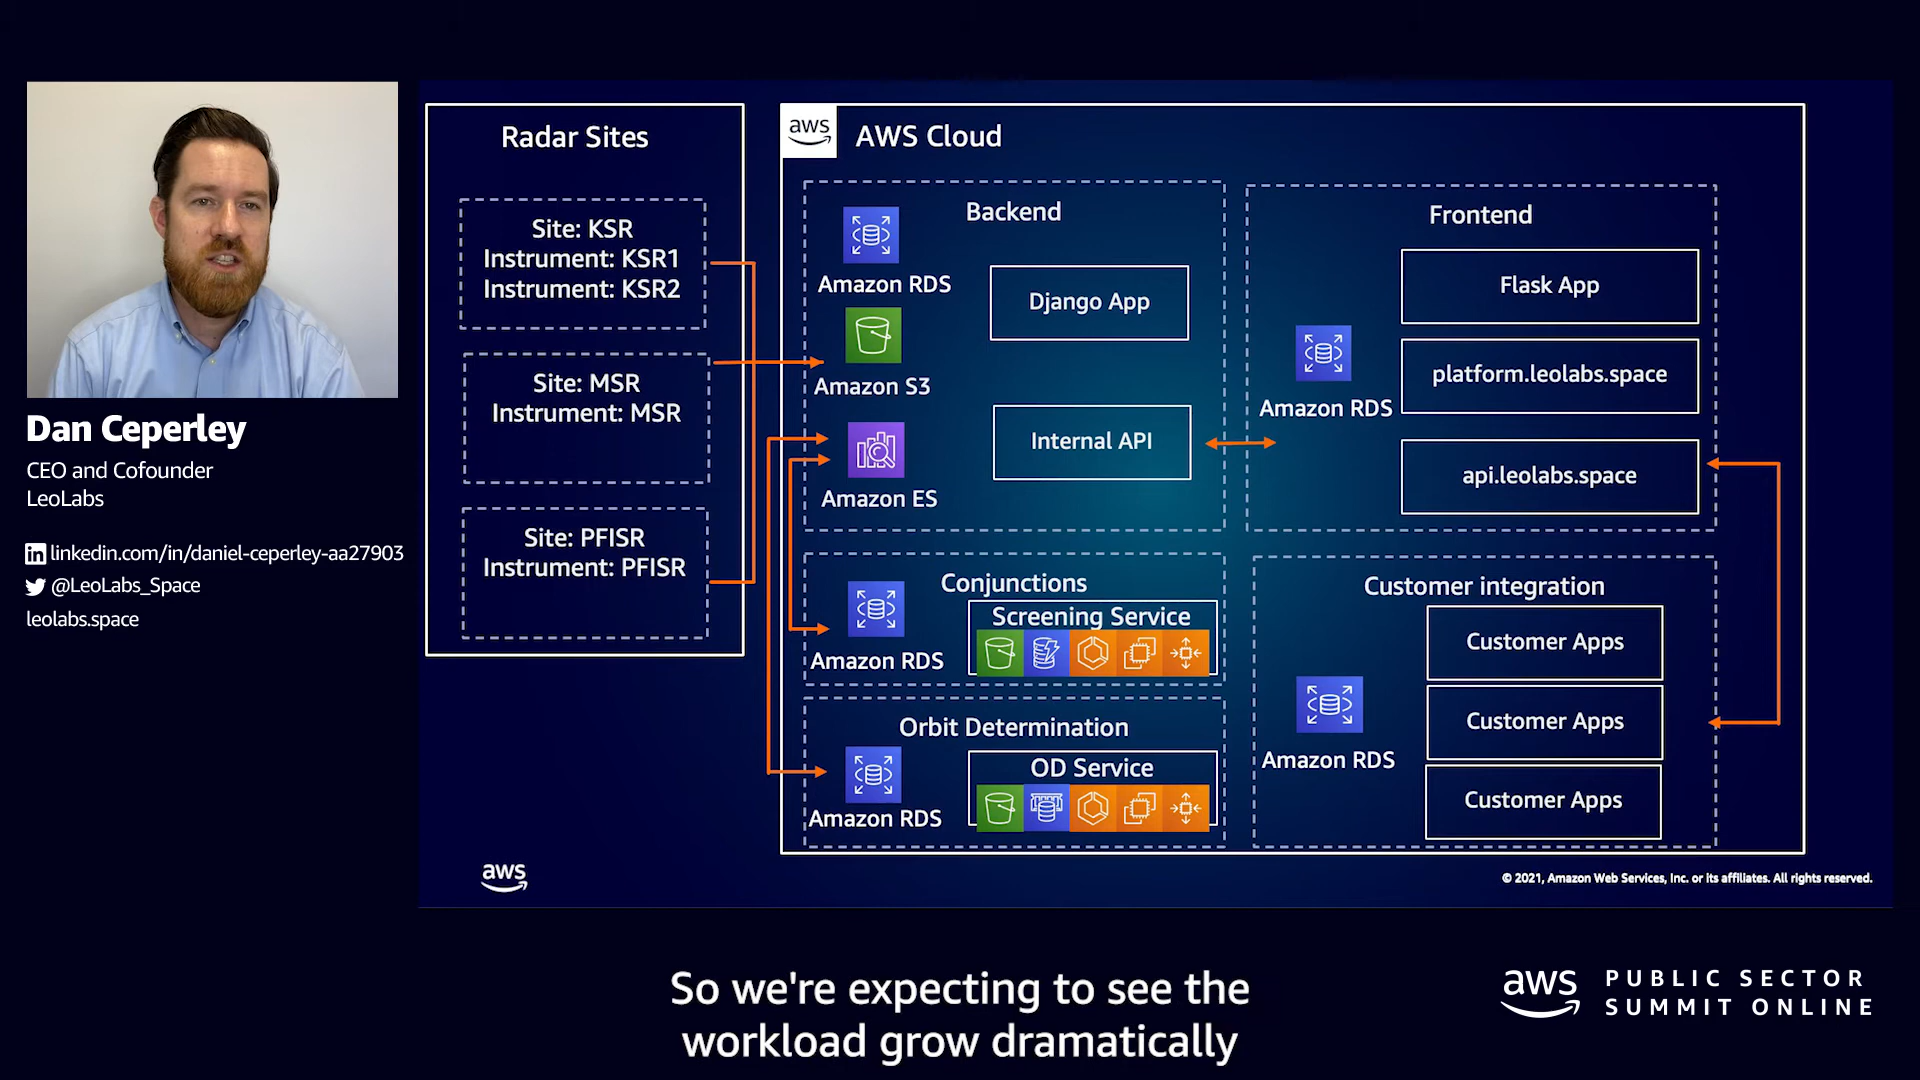 Dan Ceperley
CEO and Cofounder
LeoLabs
linkedin.com/in/daniel-ceperley-aa27903
@LeoLabs_Space
leolabs.space
Radar Sites
Site: KSR
Instrument: KSR1
Instrument: KSR2
Site: MSR
Instrument: MSR
Site: PFISR
Instrument: PFISR
aws
AWS Cloud
Backend
Amazon RDS
Amazon S3
Amazon ES
Django App
Internal API
Frontend
Amazon RDS
Flask App
platform.leolabs.space
api.leolabs.space
Conjunctions
Amazon RDS
Screening Service
Orbit Determination
Amazon RDS
OD Service
Customer integration
Amazon RDS
Customer Apps
Customer Apps
Customer Apps
aws
© 2021, Amazon Web Services, Inc. or its affiliates. All rights reserved.
So we're expecting to see the
workload grow dramatically
aws
PUBLIC SECTOR
SUMMIT ONLINE